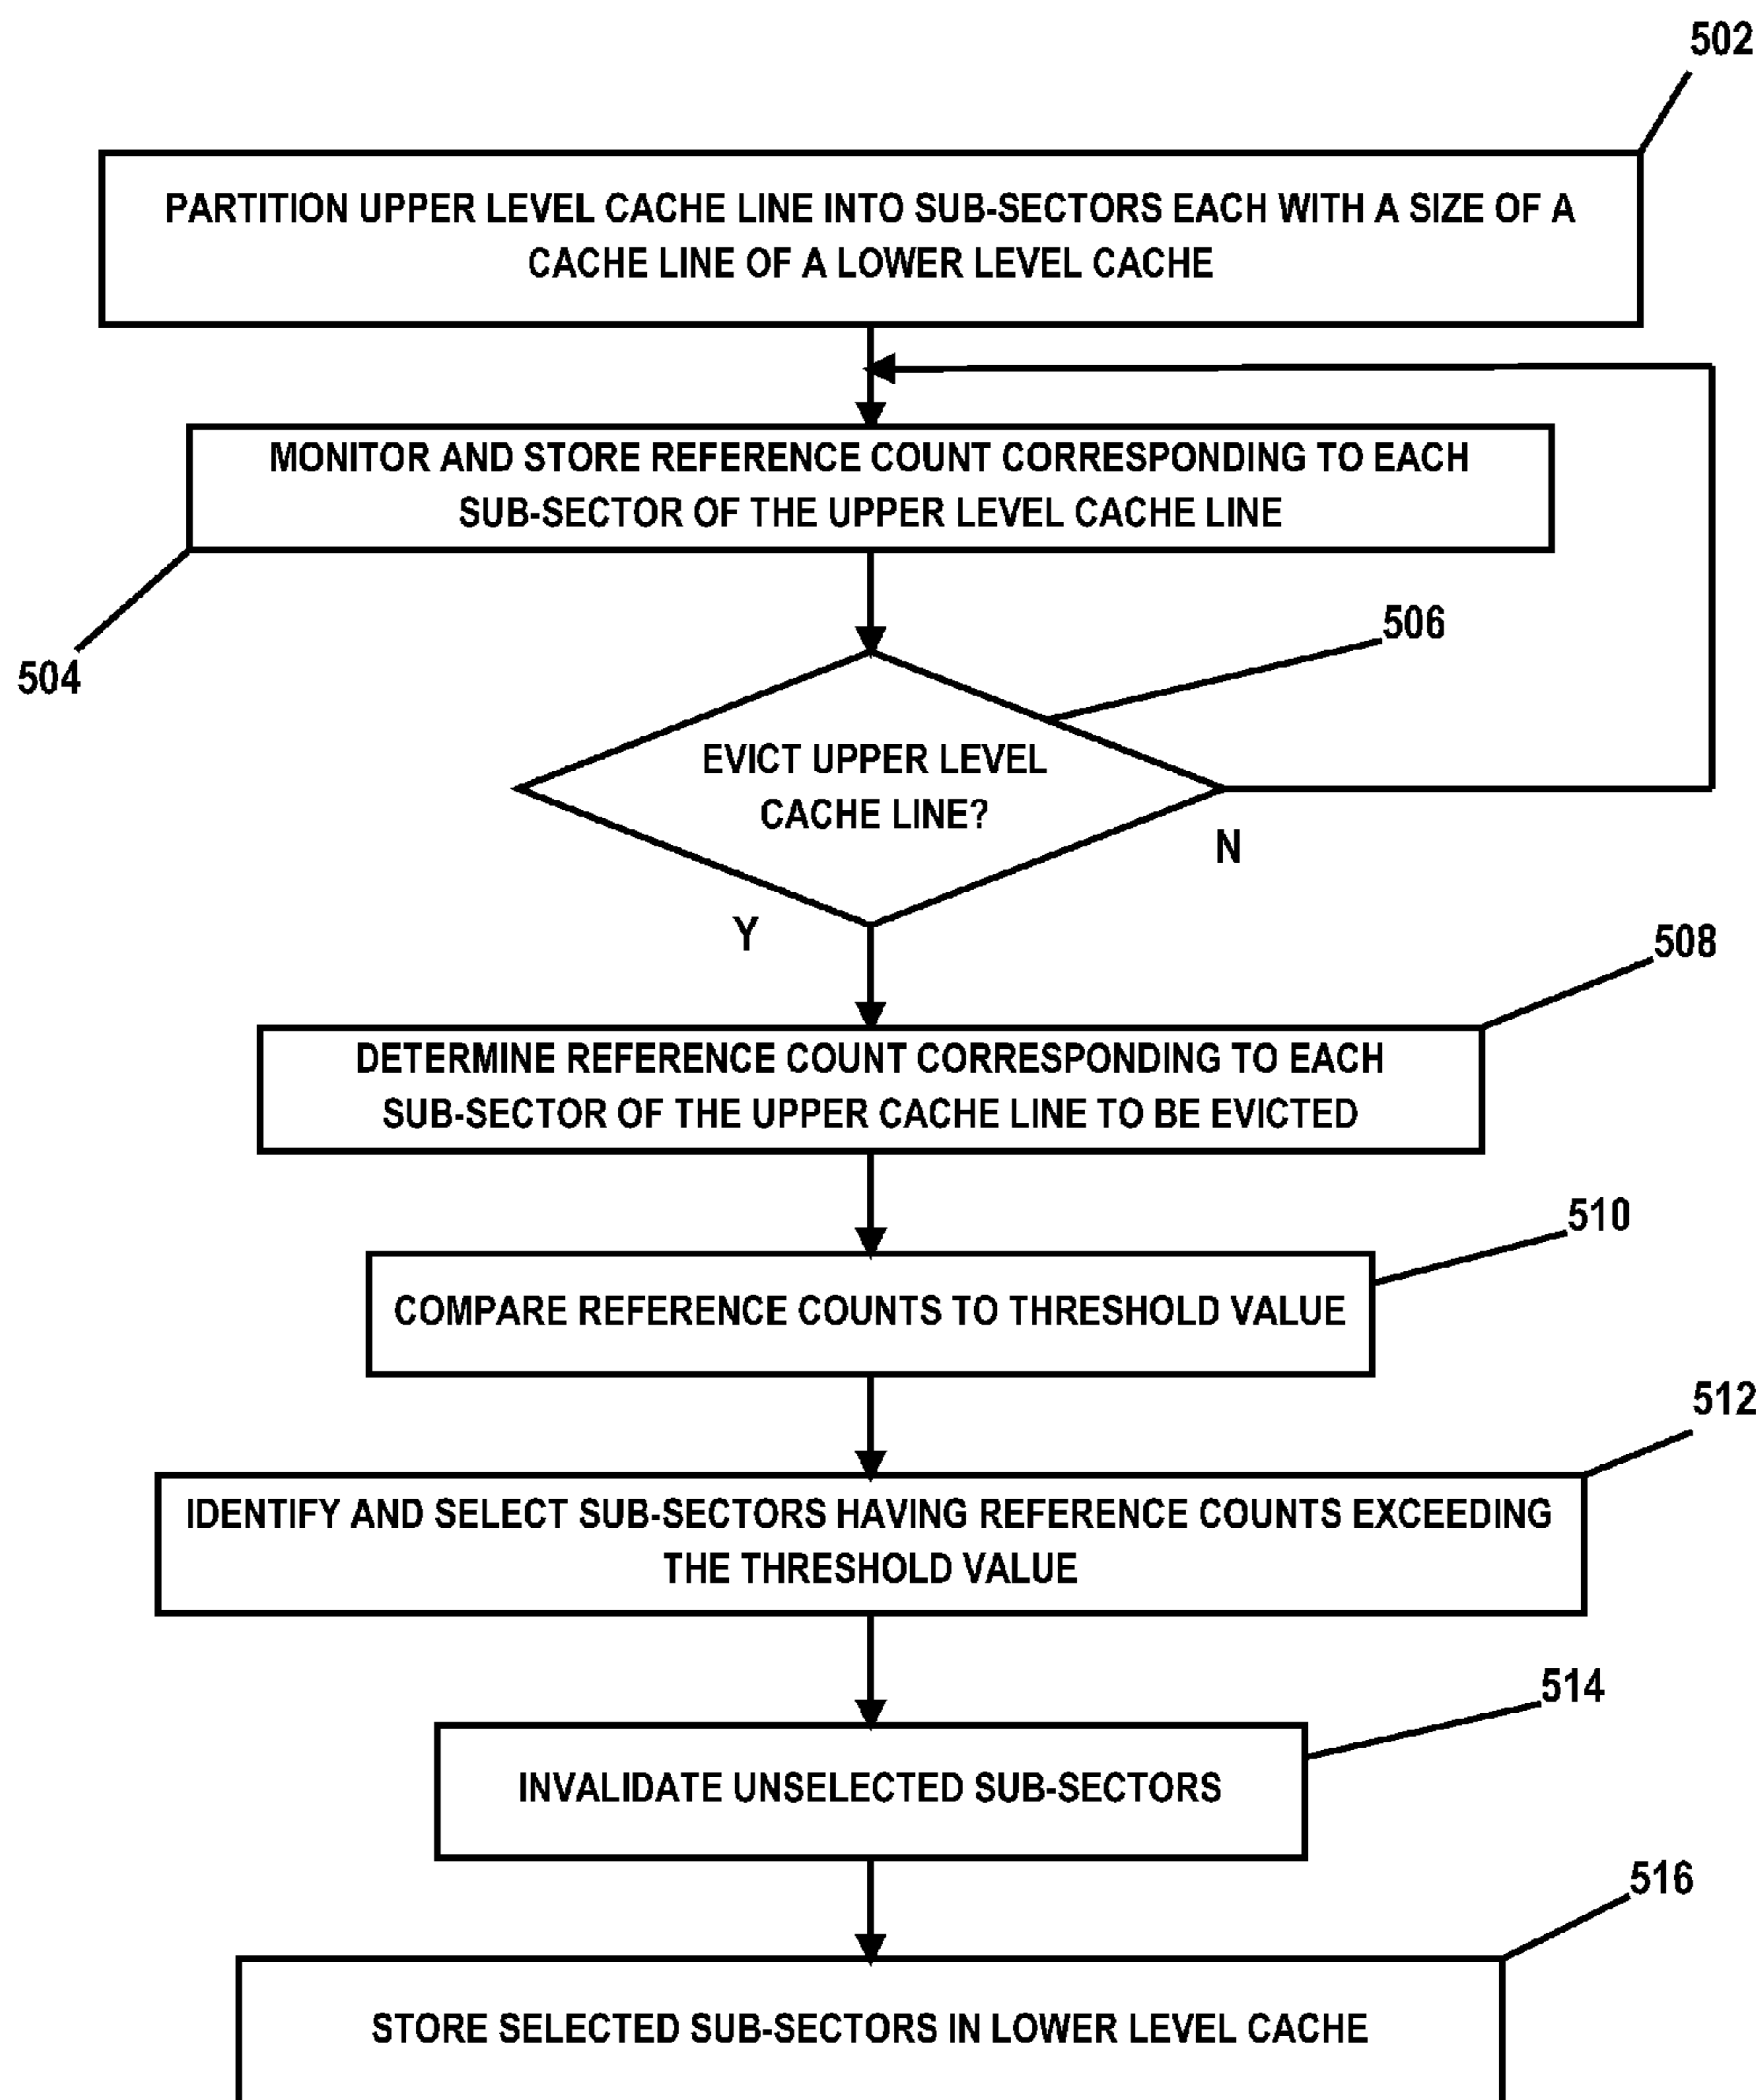 502
PARTITION UPPER LEVEL CACHE LINE INTO SUB-SECTORS EACH WITH A SIZE OF A
CACHE LINE OF A LOWER LEVEL CACHE
MONITOR AND STORE REFERENCE COUNT CORRESPONDING TO EACH
SUB-SECTOR OF THE UPPER LEVEL CACHE LINE
504
506
EVICT UPPER LEVEL
CACHE LINE?
N
Y
508
DETERMINE REFERENCE COUNT CORRESPONDING TO EACH
SUB-SECTOR OF THE UPPER CACHE LINE TO BE EVICTED
510
COMPARE REFERENCE COUNTS TO THRESHOLD VALUE
512
IDENTIFY AND SELECT SUB-SECTORS HAVING REFERENCE COUNTS EXCEEDING
THE THRESHOLD VALUE
514
INVALIDATE UNSELECTED SUB-SECTORS
516
STORE SELECTED SUB-SECTORS IN LOWER LEVEL CACHE